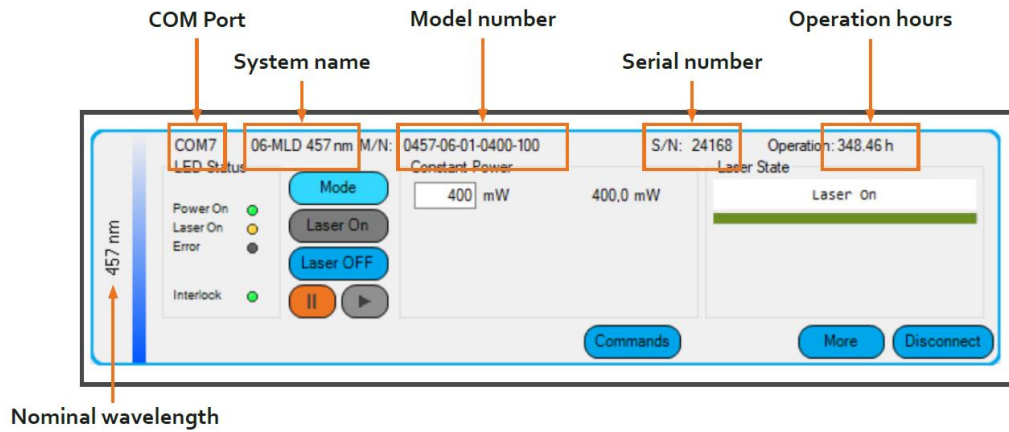 COM Port
Model number
Operation hours
System name
Serial number
COM7 06-MLD 457 nm M/N: 0457-06-01-0400-100 S/N: 24168 Operation: 348.46 h
LED Status
Constant Power
Laser State
Mode
400 mW 400,0 mW
Laser On
Power On
Laser On
Error
Laser On
Laser OFF
457 nm
Interlock
Commands
More
Disconnect
Nominal wavelength